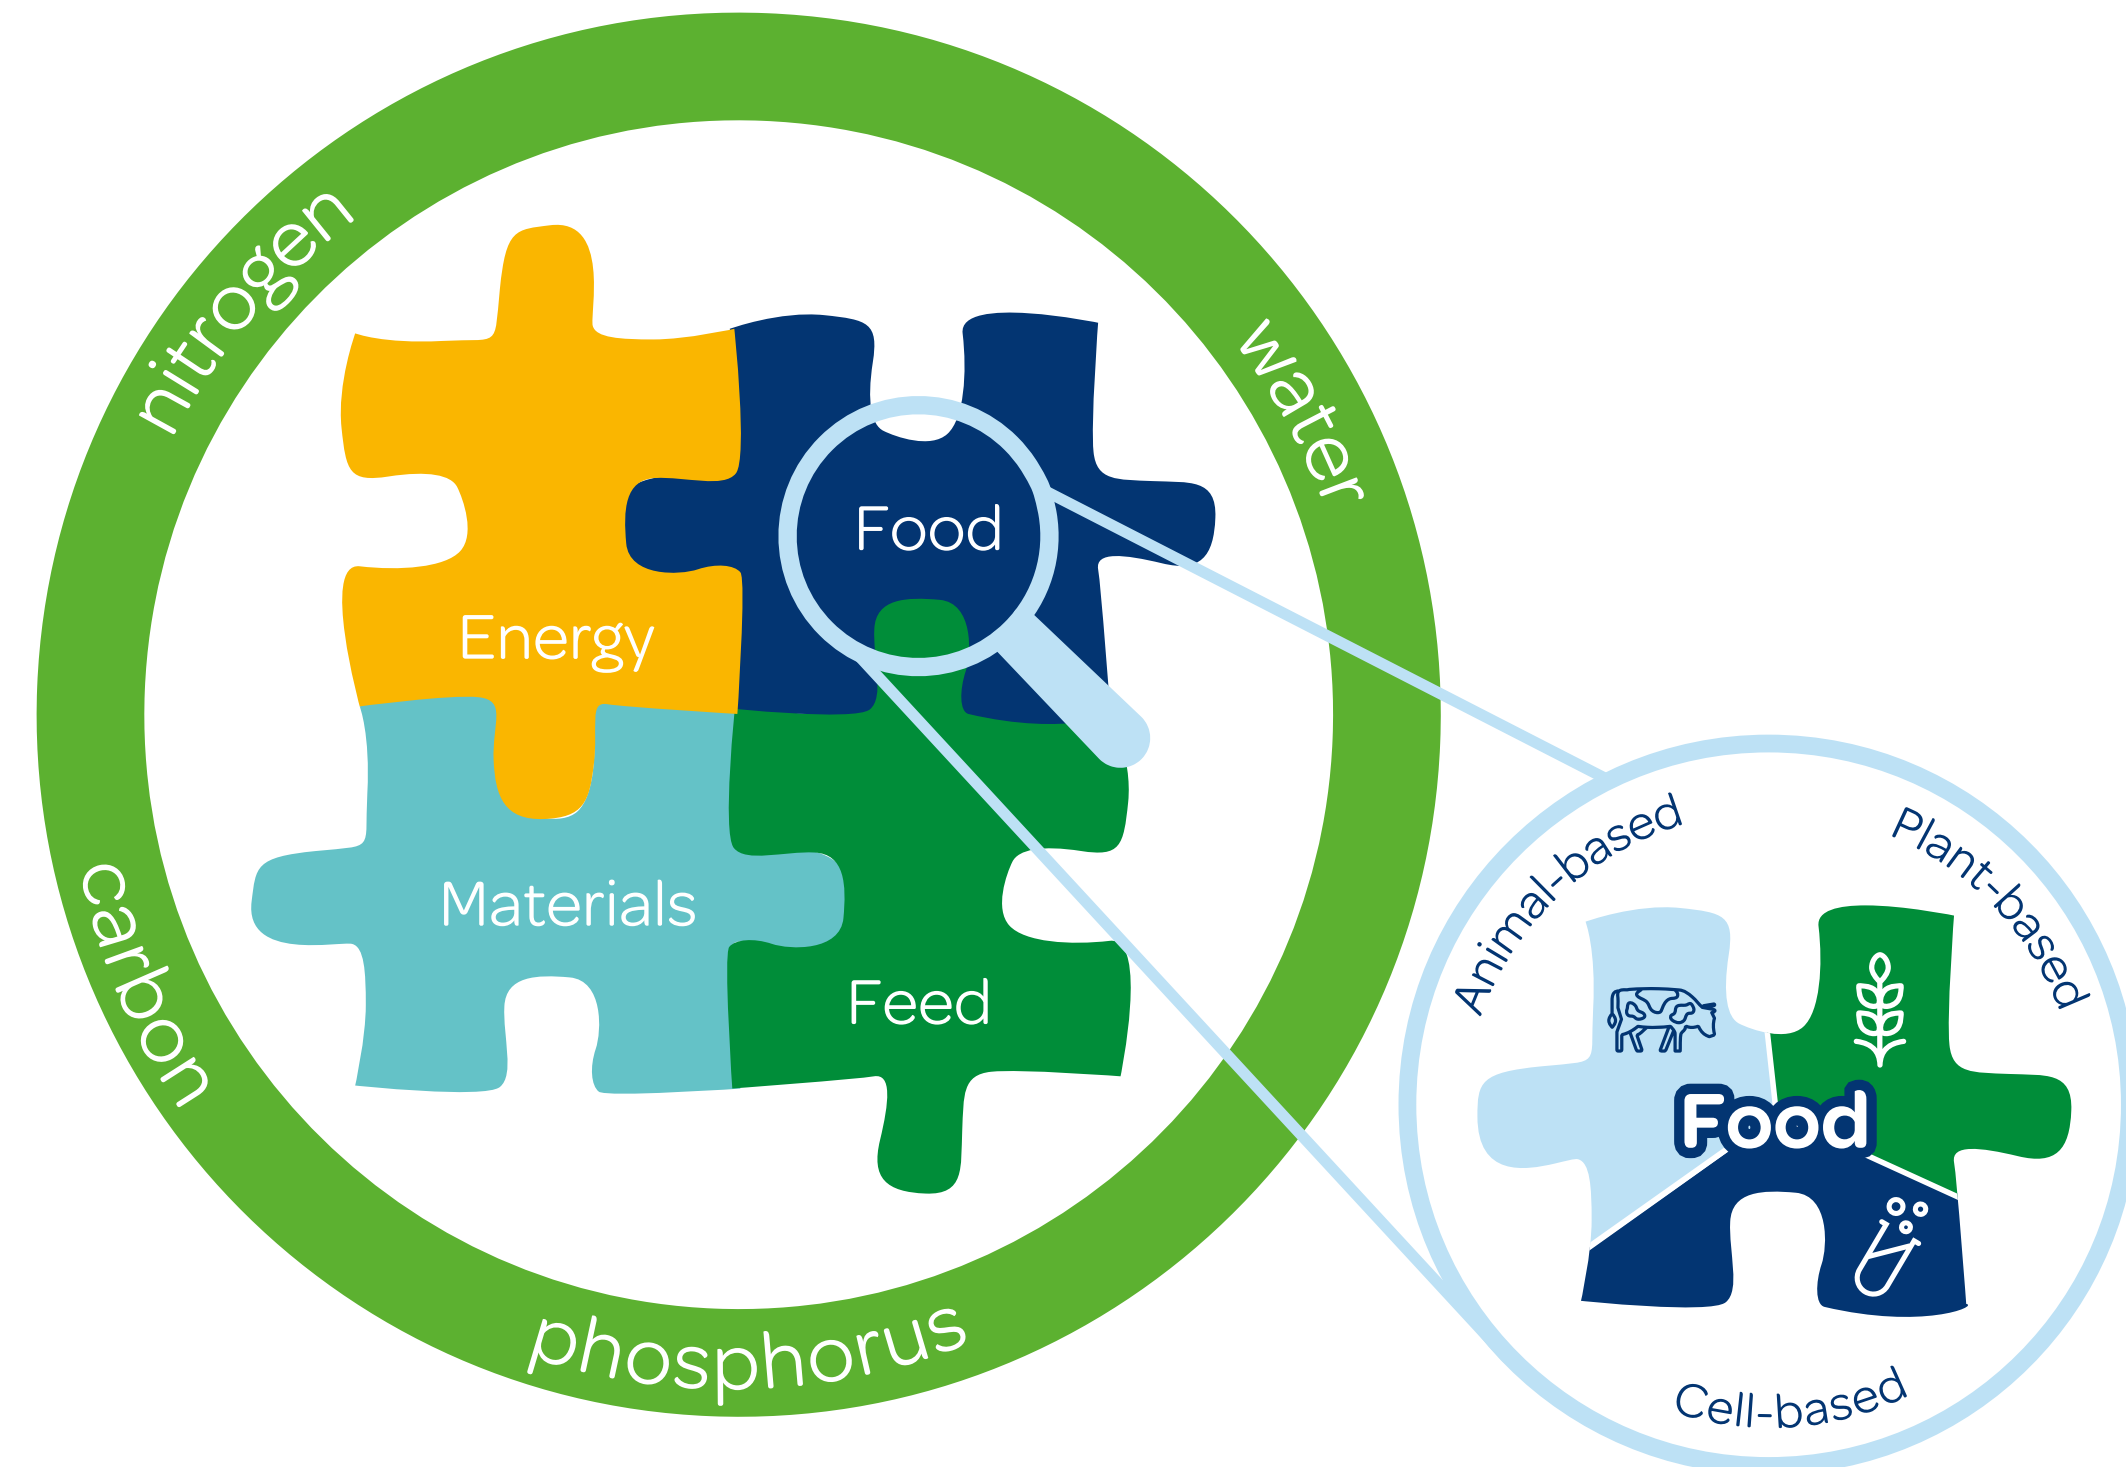 nitrogen
water
Food
Energy
Materials
Feed
carbon
phosphorus
Animal-based
Plant-based
Food
Cell-based